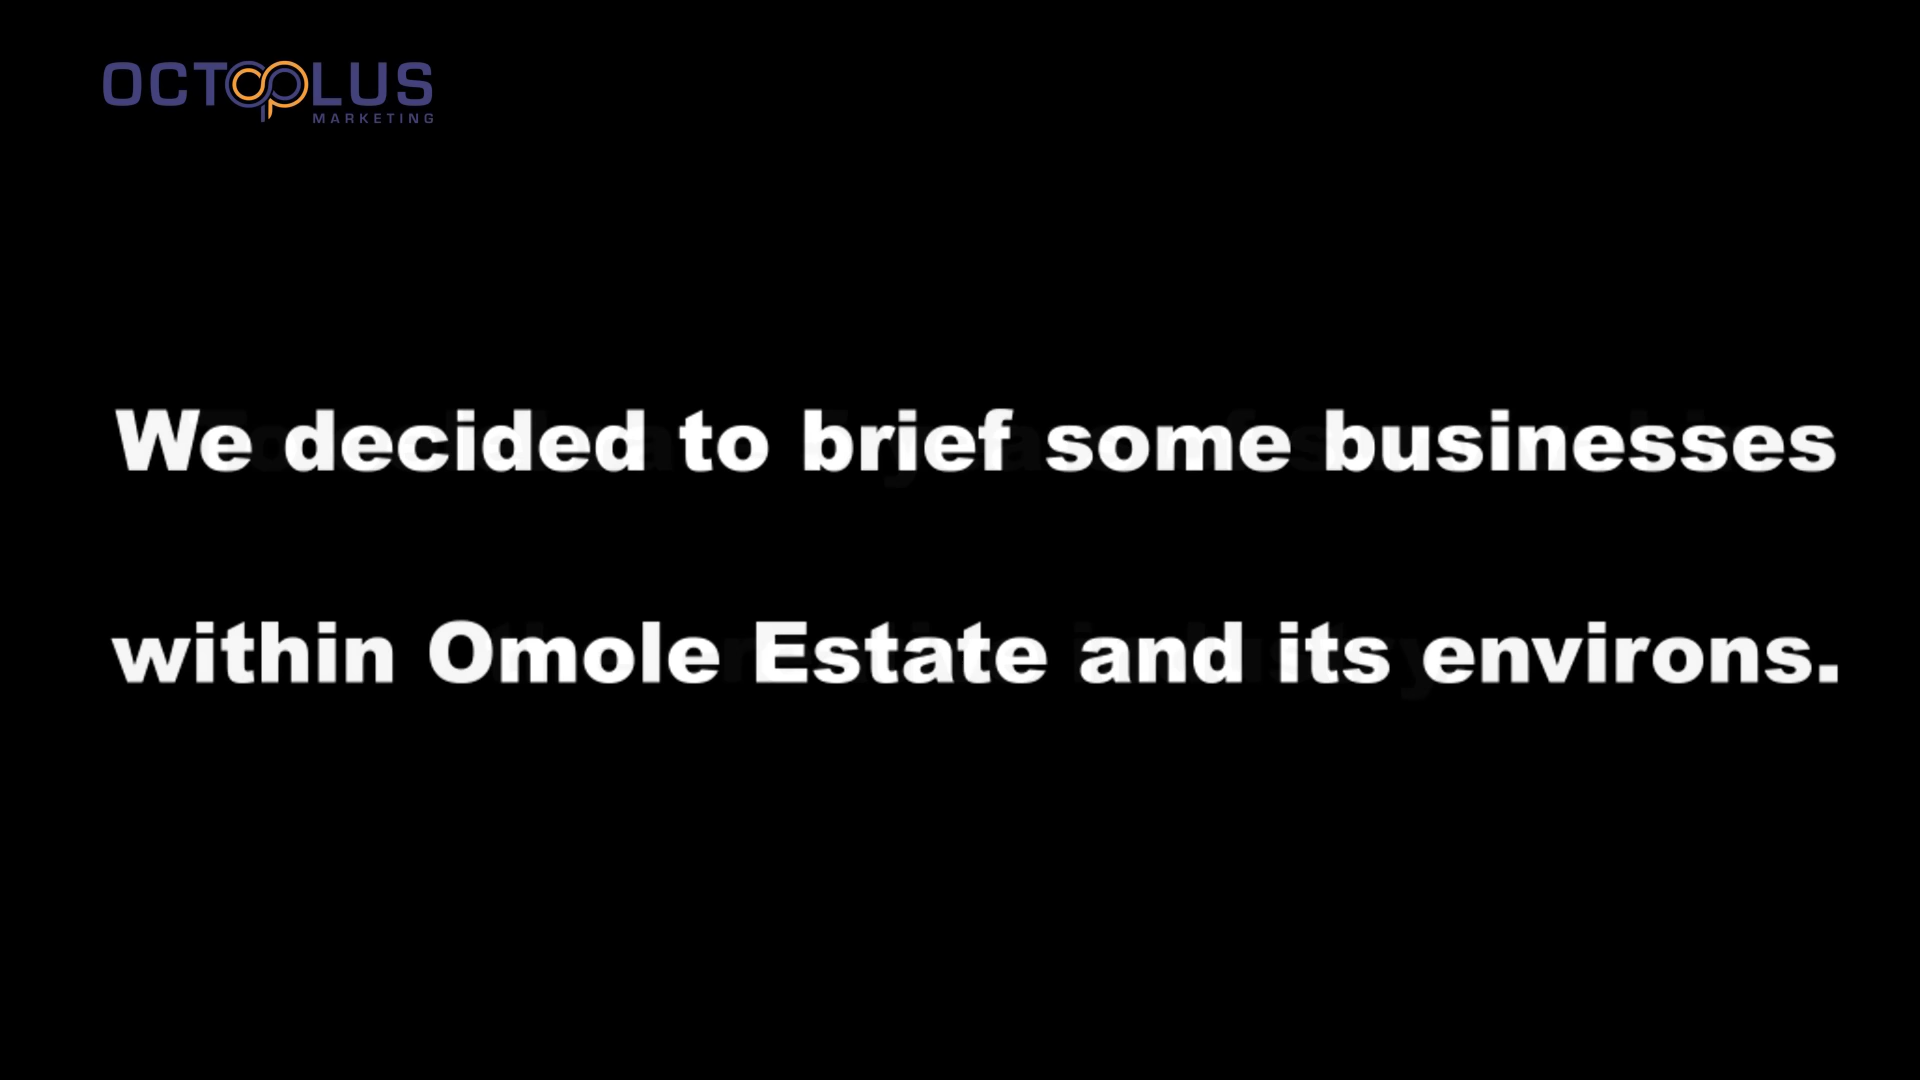 OCTOPLUS
MARKETING
We decided to brief some businesses
within Omole Estate and its environs.